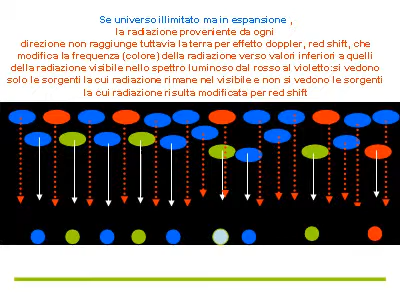 Se universo illimitato ma in espansione ,
la radiazione proveniente da ogni
direzione non raggiunge tuttavia la terra per effetto doppler, red shift, che
modifica la frequenza (colore) della radiazione verso valori inferiori a quelli
della radiazione visibile nello spettro luminoso dal rosso al violetto:si vedono
solo le sorgenti la cui radiazione rimane nel visibile e non si vedono le sorgenti
la cui radiazione risulta modificata per red shift